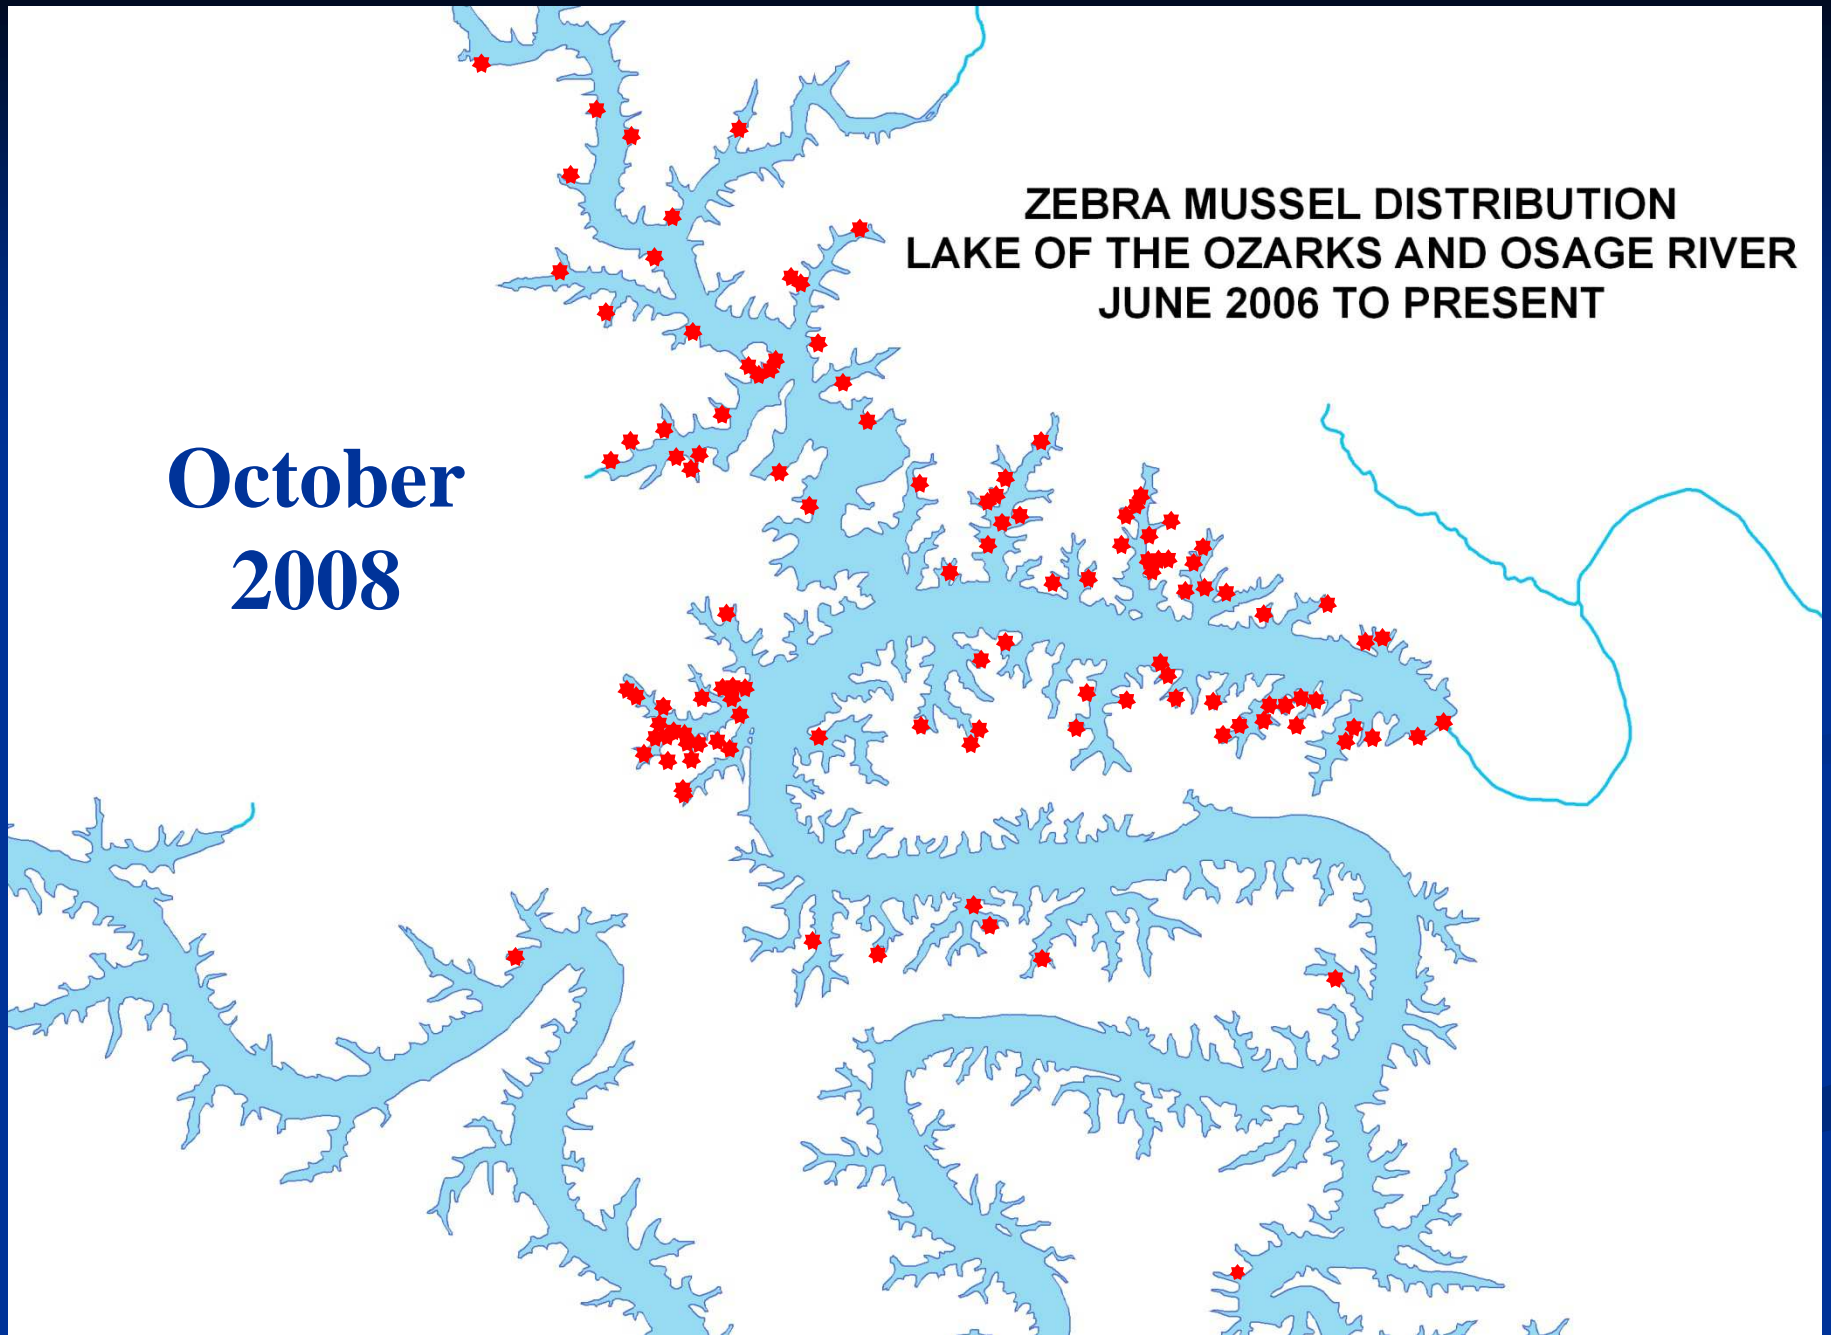 ZEBRA MUSSEL DISTRIBUTION
LAKE OF THE OZARKS AND OSAGE RIVER
JUNE 2006 TO PRESENT
October
2008